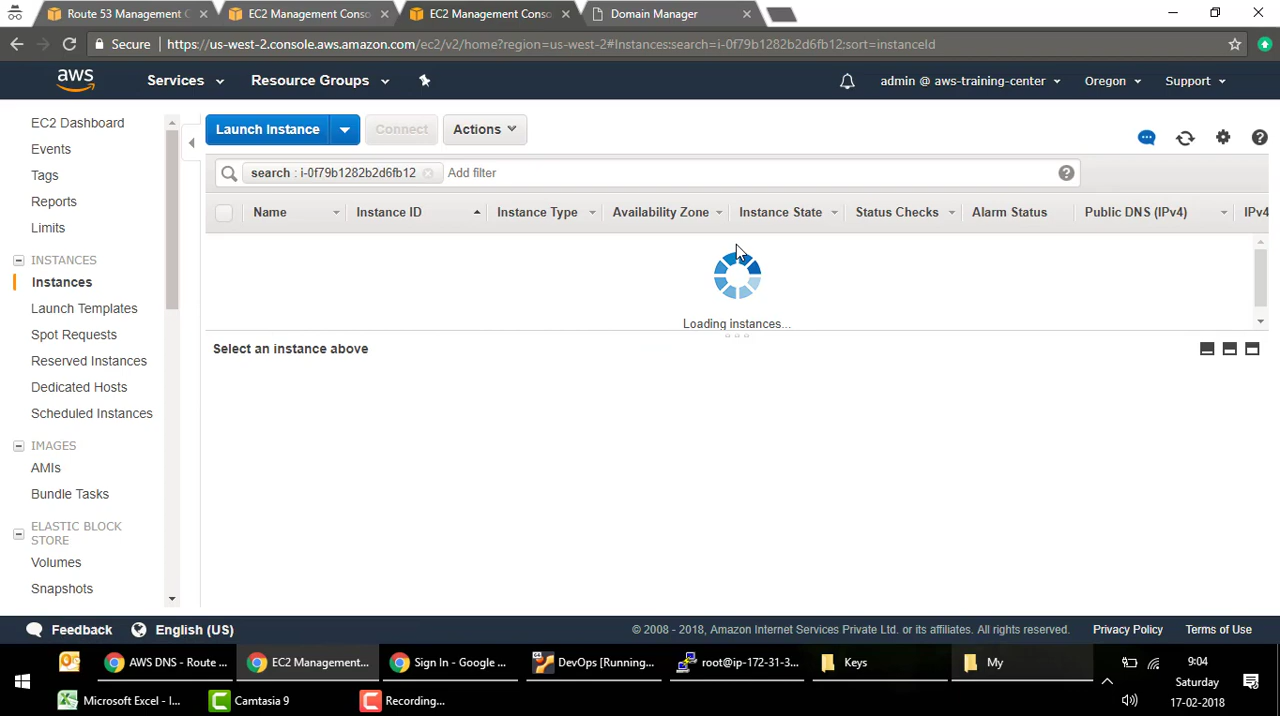 Route 53 Management C
EC2 Management Conso
EC2 Management Conso
Domain Manager
Secure
https://us-west-2.console.aws.amazon.com/ec2/v2/home?region=us-west-2#Instances:search=i-0f79b1282b2d6fb12;sort=instanceId
aws
Services
Resource Groups
admin @ aws-training-center
Oregon
Support
EC2 Dashboard
Events
Tags
Reports
Limits
INSTANCES
Instances
Launch Templates
Spot Requests
Reserved Instances
Dedicated Hosts
Scheduled Instances
IMAGES
AMIs
Bundle Tasks
ELASTIC BLOCK
STORE
Volumes
Snapshots
Launch Instance
Connect
Actions
search : i-0f79b1282b2d6fb12
Add filter
Name
Instance ID
Instance Type
Availability Zone
Instance State
Status Checks
Alarm Status
Public DNS (IPv4)
IPv4
Loading instances...
Select an instance above
Feedback
English (US)
© 2008 - 2018, Amazon Internet Services Private Ltd. or its affiliates. All rights reserved.
Privacy Policy
Terms of Use
AWS DNS - Route ...
EC2 Management...
Sign In - Google ...
DevOps [Running...
root@ip-172-31-3...
Keys
My
9:04
Saturday
17-02-2018
Microsoft Excel - I...
Camtasia 9
Recording...